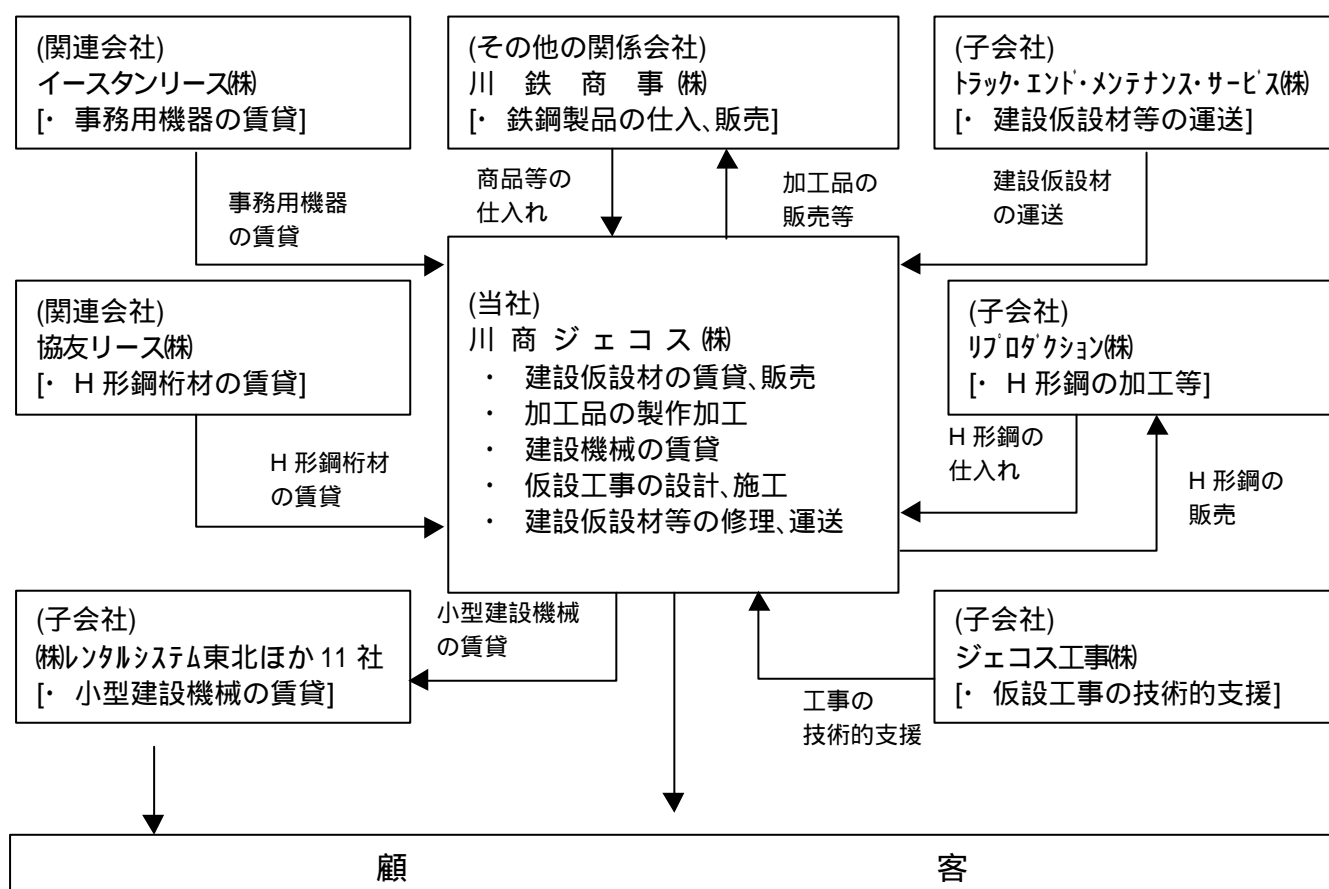 (関連会社)
イースタンリース㈱
[・ 事務用機器の賃貸]
(その他の関係会社)
川 鉄 商 事 ㈱
[・ 鉄鋼製品の仕入、販売]
(子会社)
ﾄﾗｯｸ・ｴﾝﾄﾞ・ﾒﾝﾃﾅﾝｽ・ｻｰﾋﾞｽ㈱
[・ 建設仮設材等の運送]
事務用機器
の賃貸
商品等の
仕入れ
加工品の
販売等
建設仮設材
の運送
(関連会社)
協友リース㈱
[・ H 形鋼桁材の賃貸]
(当社)
川 商 ジ ェ コ ス ㈱
・ 建設仮設材の賃貸、販売
・ 加工品の製作加工
・ 建設機械の賃貸
・ 仮設工事の設計、施工
・ 建設仮設材等の修理、運送
(子会社)
ﾘﾌﾟﾛﾀﾞｸｼｮﾝ㈱
[・ H 形鋼の加工等]
H 形鋼桁材
の賃貸
H 形鋼の
仕入れ
H 形鋼の
販売
(子会社)
㈱ﾚﾝﾀﾙｼｽﾃﾑ東北ほか 11 社
[・ 小型建設機械の賃貸]
小型建設機械
の賃貸
工事の
技術的支援
(子会社)
ジェコス工事㈱
[・ 仮設工事の技術的支援]
顧 客